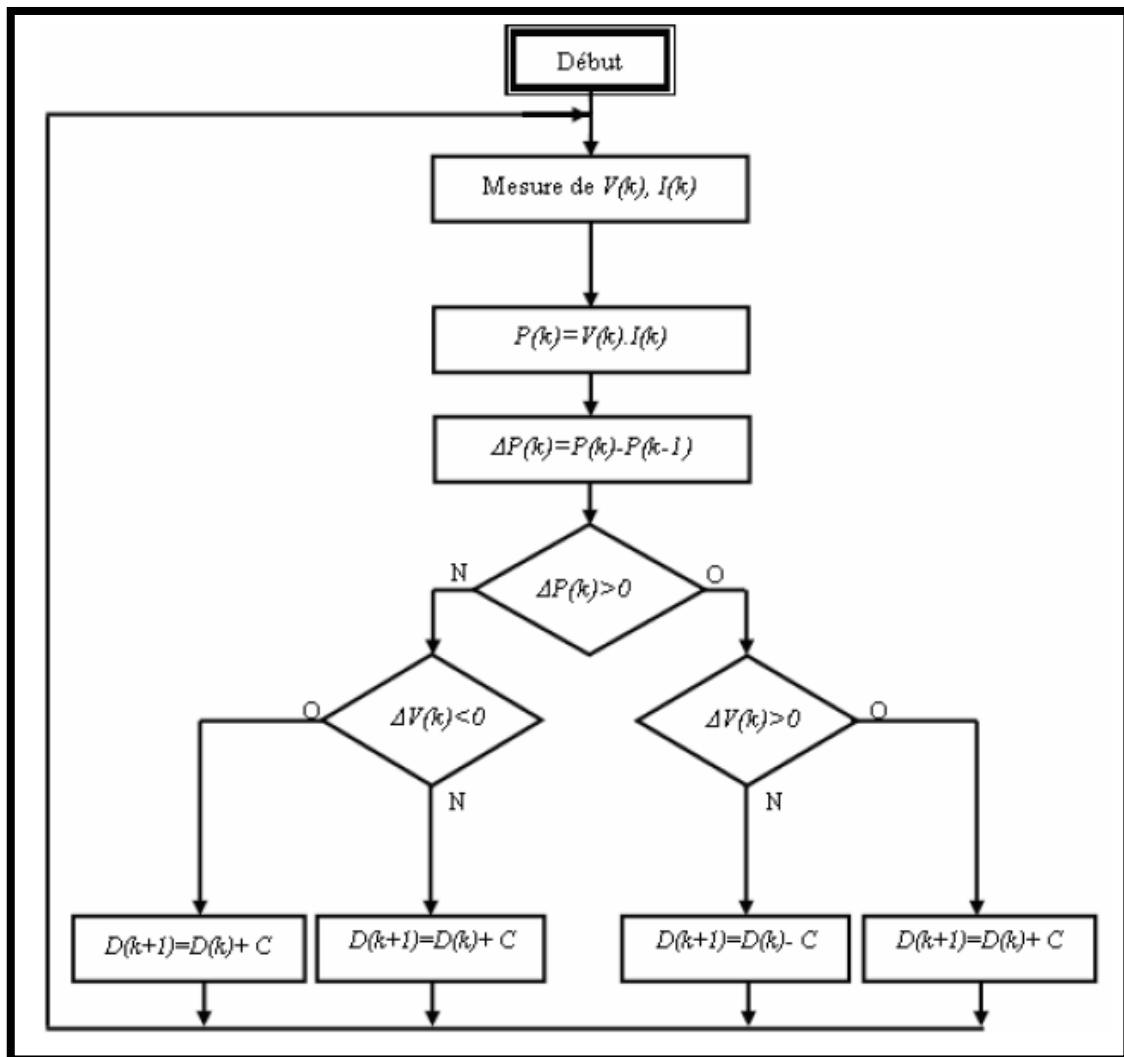 Début
Mesure de V(k), I(k)
P(k)=V(k).I(k)
ΔP(k)=P(k)-P(k-1)
N
ΔP(k)>0
O
O
ΔV(k)<0
N
ΔV(k)>0
O
N
D(k+1)=D(k)+ C
D(k+1)=D(k)+ C
D(k+1)=D(k)- C
D(k+1)=D(k)+ C